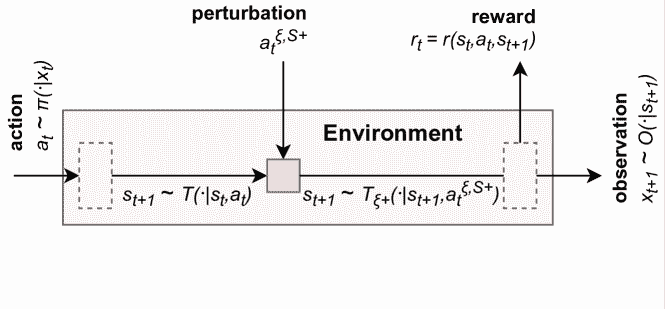 perturbation
a_t^{ξ,S+}
reward
r_t = r(s_t,a_t,s_{t+1})
action
a_t ~ π(·|x_t)
Environment
s_{t+1} ~ T(·|s_t,a_t)
s_{t+1} ~ T_{ξ+}(·|s_{t+1},a_t^{ξ,S+})
observation
x_{t+1} ~ O(·|s_{t+1})